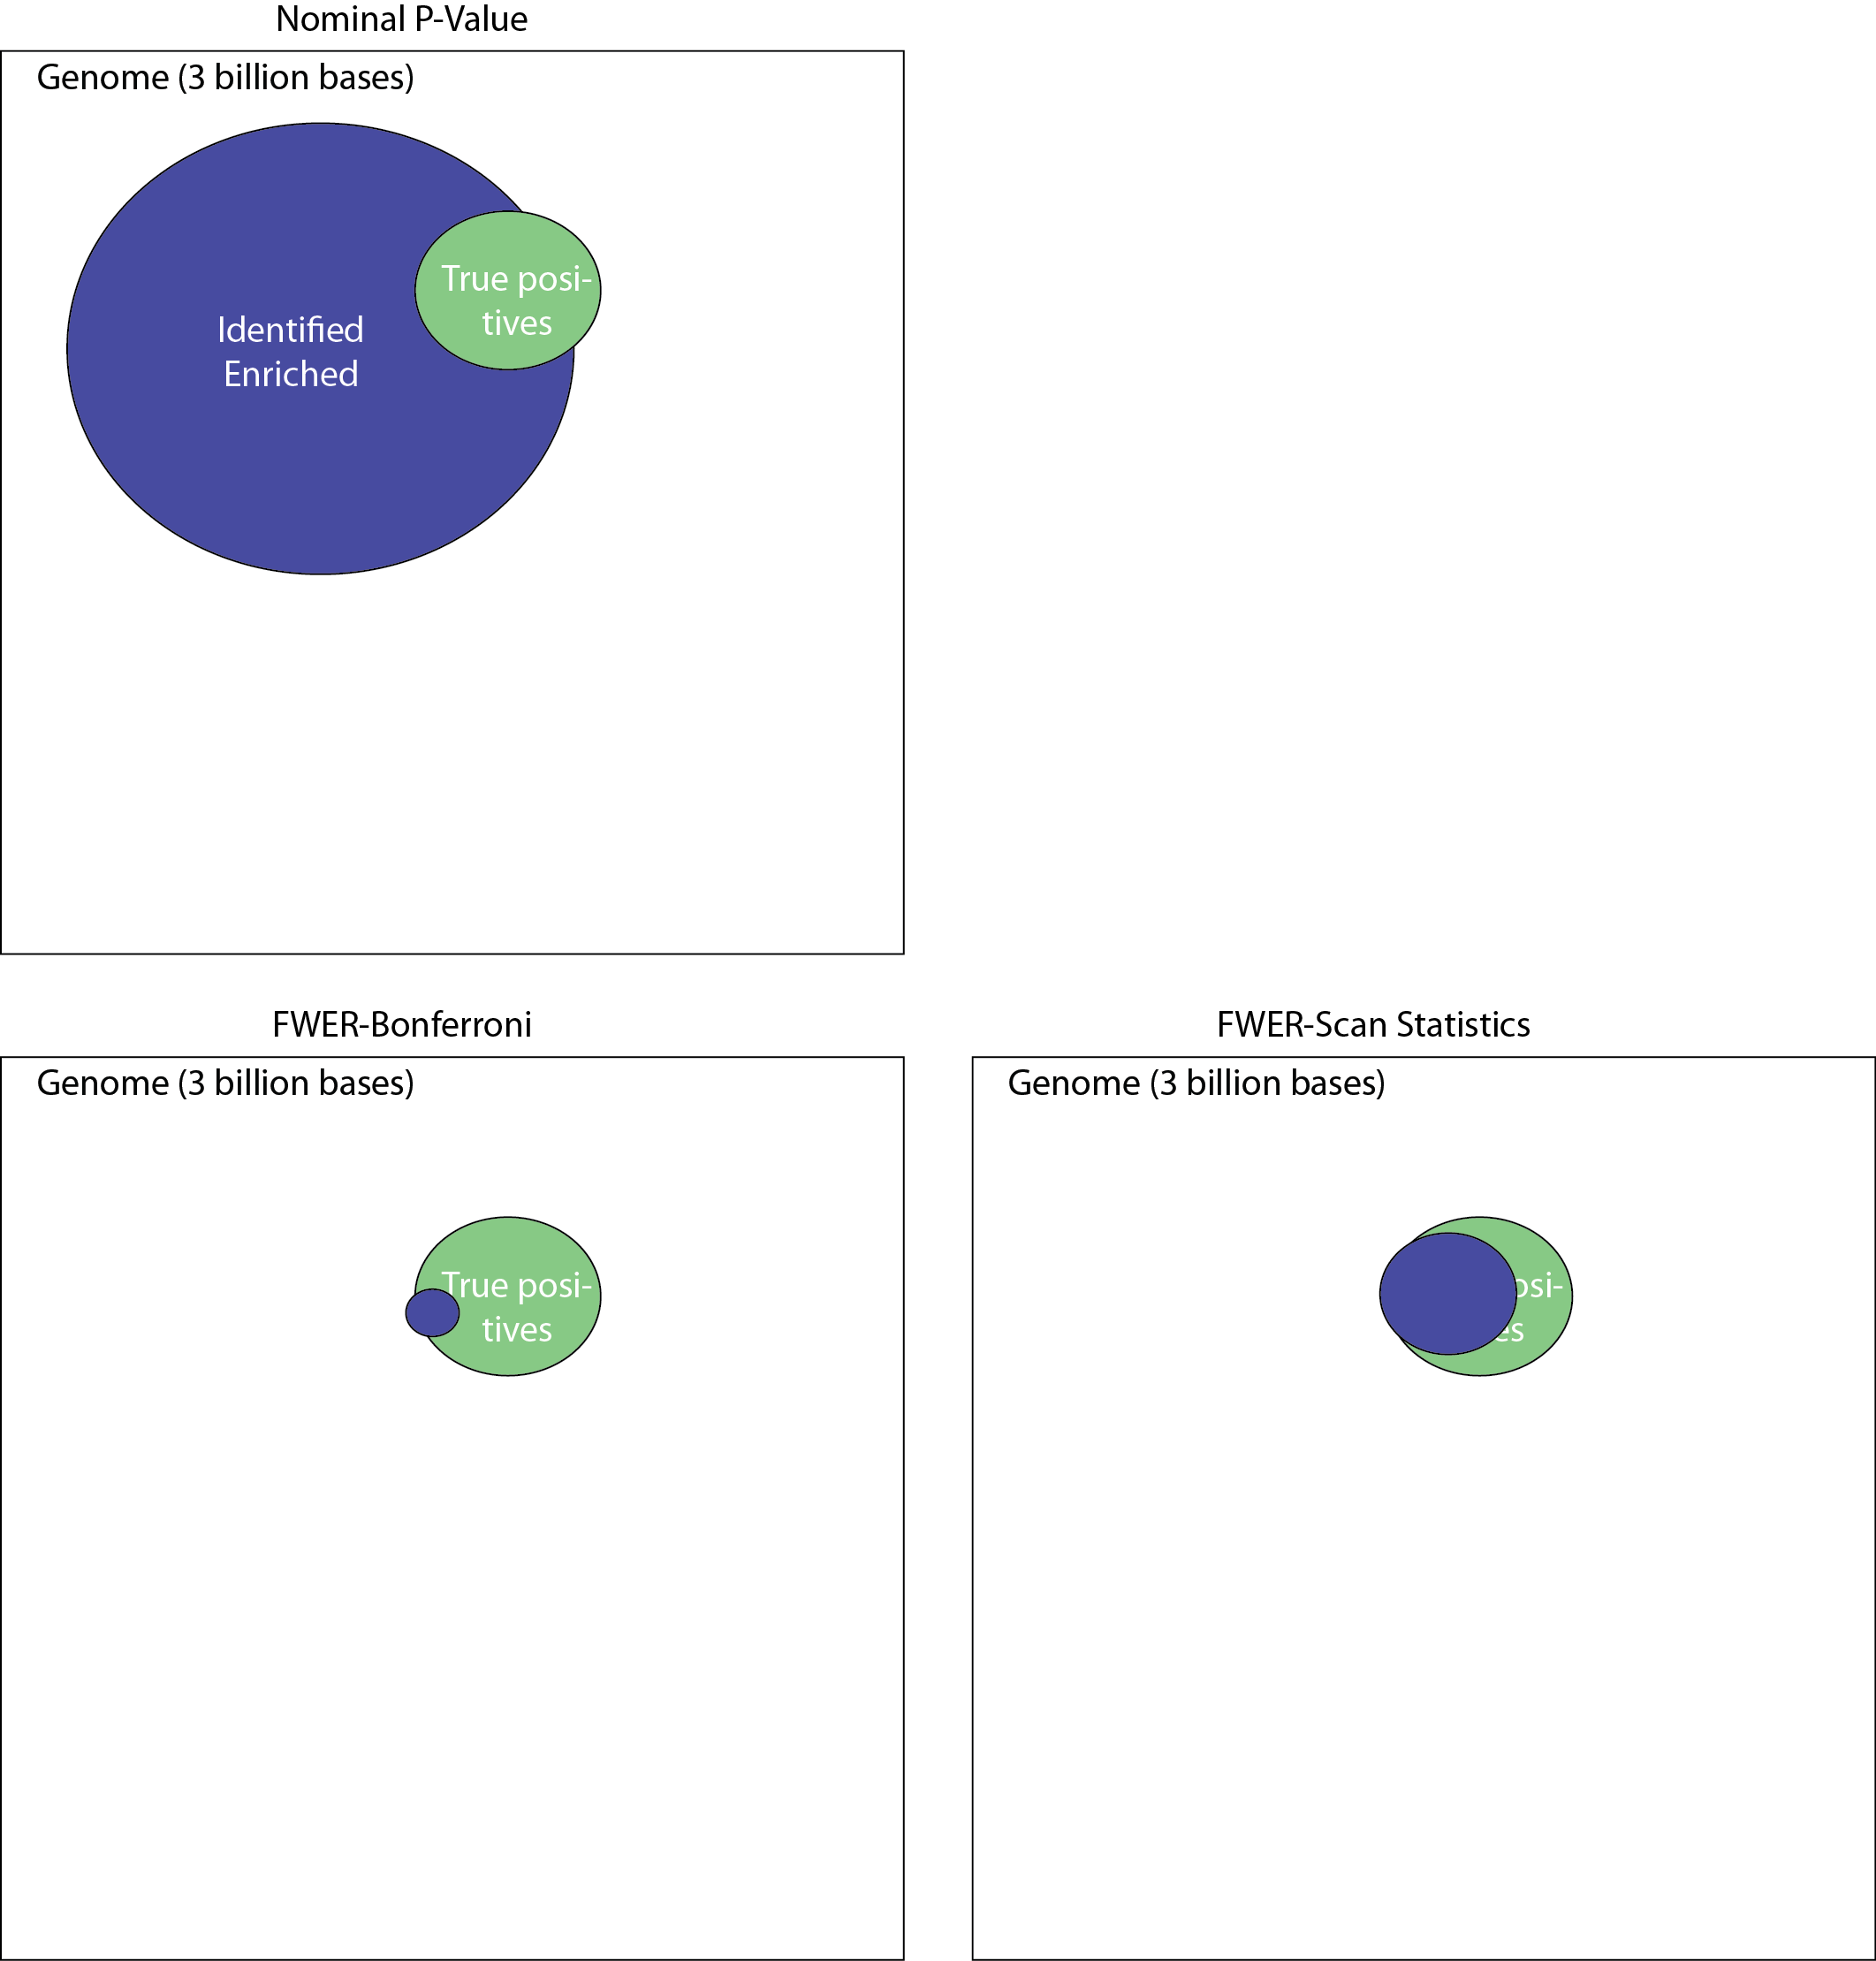 Nominal P-Value
Genome (3 billion bases)
True posi-
tives
Identified
Enriched
FWER-Bonferroni
Genome (3 billion bases)
True posi-
tives
FWER-Scan Statistics
Genome (3 billion bases)
osi-
es